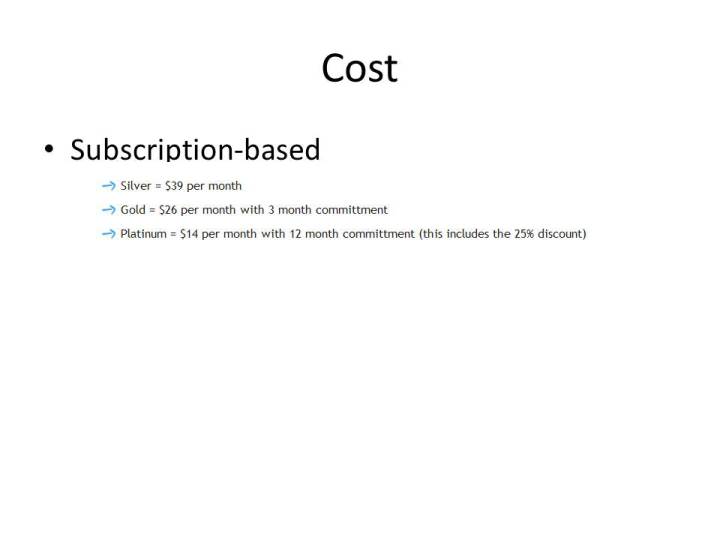 Cost
• Subscription-based
Silver = $39 per month
Gold = $26 per month with 3 month committment
Platinum = $14 per month with 12 month committment (this includes the 25% discount)